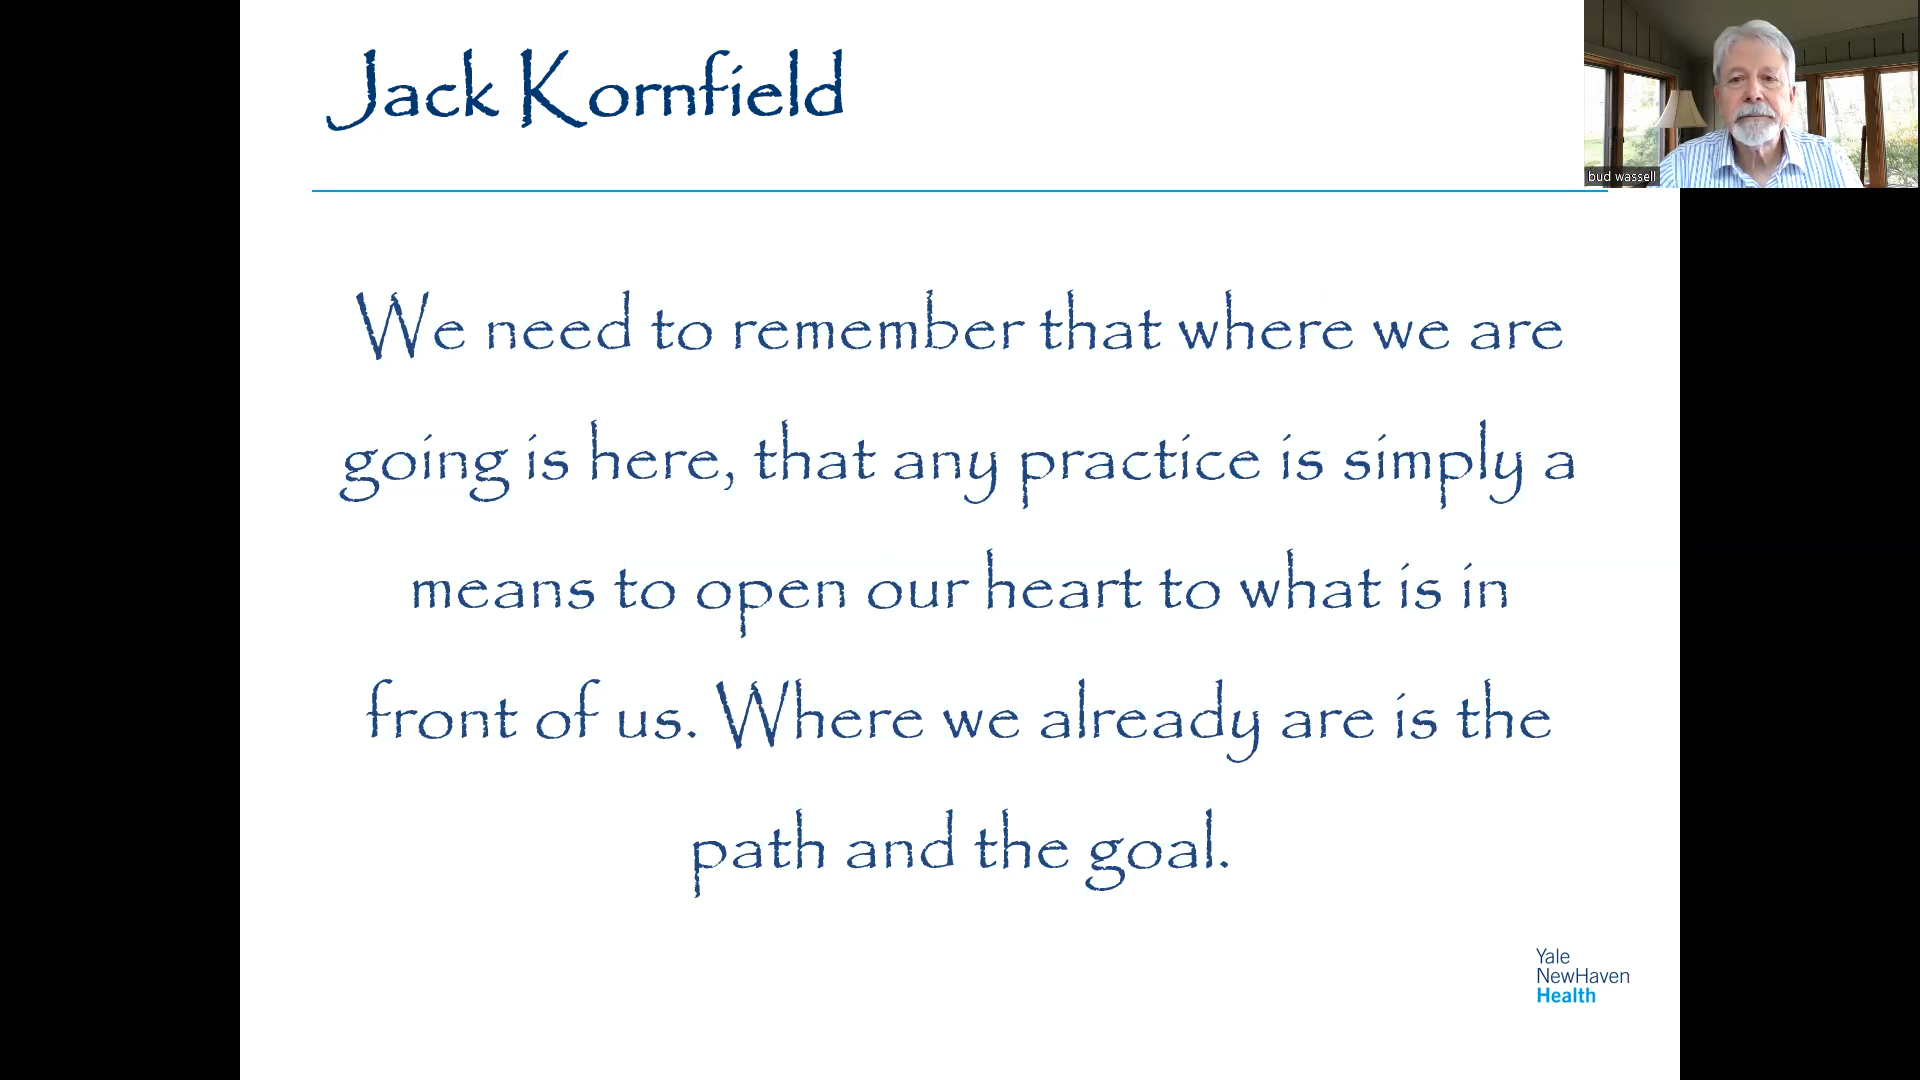 Jack Kornfield
bud wassell
We need to remember that where we are
going is here, that any practice is simply a
means to open our heart to what is in
front of us. Where we already are is the
path and the goal.
Yale
NewHaven
Health